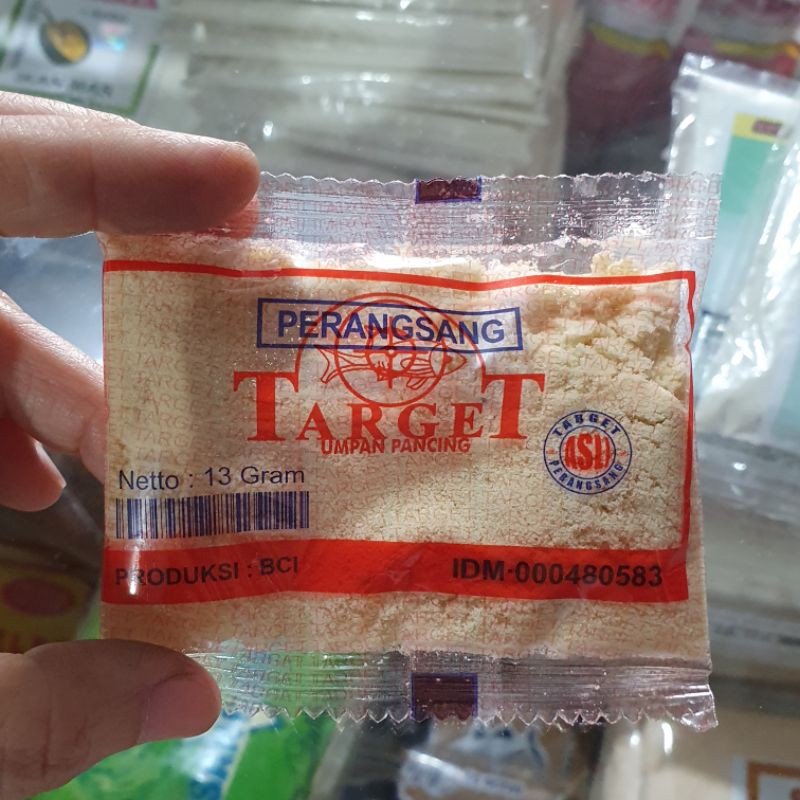 PERANGSANG
TARGET
UMPAN PANCING
TARGET
ASLI
PERANGSANG
Netto : 13 Gram
PRODUKSI : BCI
IDM-000480583